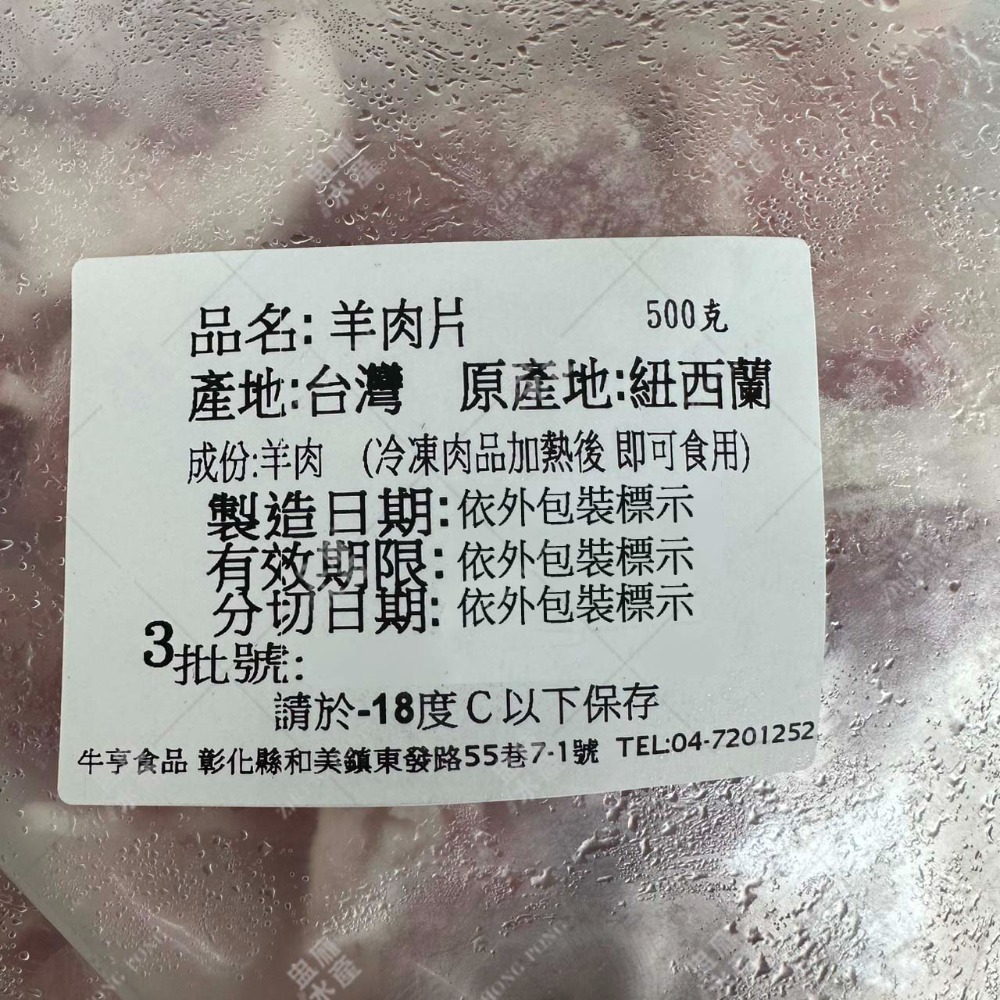 品名:羊肉片 500克
產地:台灣 原產地:紐西蘭
成份:羊肉 (冷凍肉品加熱後 即可食用)
製造日期:依外包裝標示
有效期限:依外包裝標示
分切日期:依外包裝標示
3批號:
請於-18度C以下保存
牛亨食品 彰化縣和美鎮東發路55巷7-1號 TEL:04-7201252